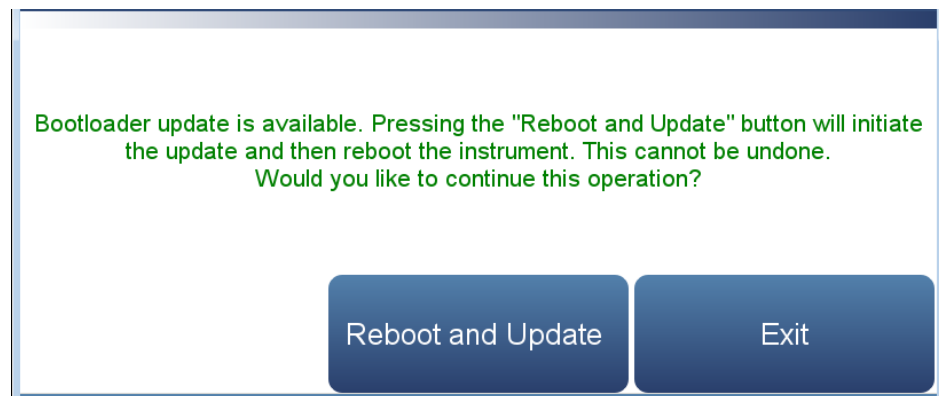 Bootloader update is available. Pressing the "Reboot and Update" button will initiate
the update and then reboot the instrument. This cannot be undone.
Would you like to continue this operation?
Reboot and Update
Exit